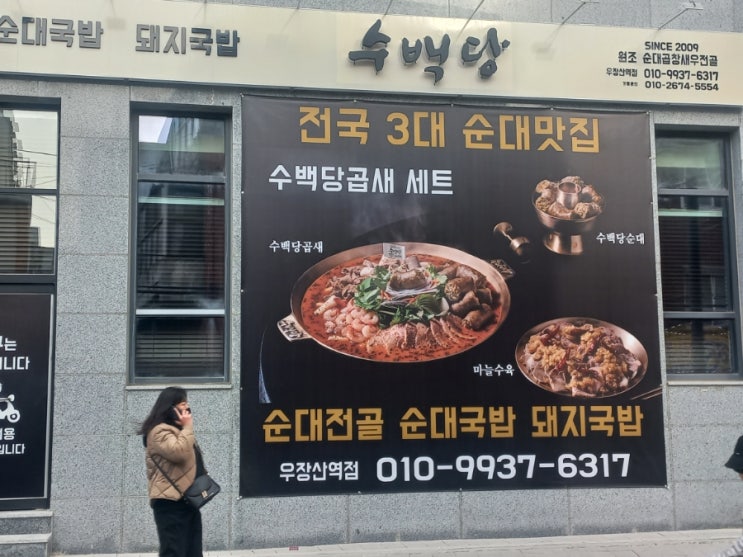 순대국밥 돼지국밥
수백당
SINCE 2009
원조 순대곱창새우전골
우장산역점 010-9937-6317
010-2674-5554
전국 3대 순대맛집
수백당곱새 세트
수백당곱새
수백당순대
마늘수육
순대전골 순대국밥 돼지국밥
우장산역점 010-9937-6317